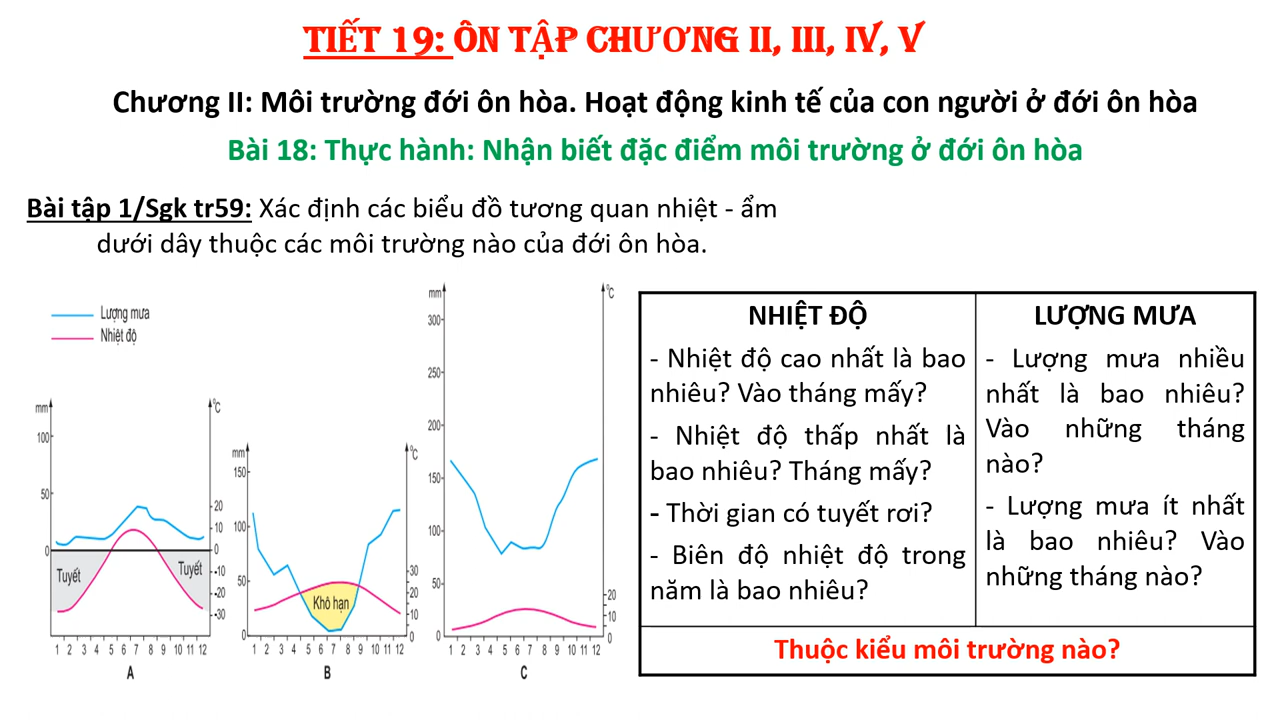 TIẾT 19: ÔN TẬP CHƯƠNG II, III, IV, V
Chương II: Môi trường đới ôn hòa. Hoạt động kinh tế của con người ở đới ôn hòa
Bài 18: Thực hành: Nhận biết đặc điểm môi trường ở đới ôn hòa
Bài tập 1/Sgk tr59: Xác định các biểu đồ tương quan nhiệt - ẩm
dưới dây thuộc các môi trường nào của đới ôn hòa.
Lượng mưa
Nhiệt độ
mm
°C
100
50
0
20
10
0
-10
-20
-30
Tuyết
Tuyết
1 2 3 4 5 6 7 8 9 10 11 12
A
mm
°C
150
100
50
0
30
20
10
0
Khô hạn
1 2 3 4 5 6 7 8 9 10 11 12
B
mm
°C
300
250
200
150
100
50
0
20
10
0
1 2 3 4 5 6 7 8 9 10 11 12
C
NHIỆT ĐỘ
- Nhiệt độ cao nhất là bao
nhiêu? Vào tháng mấy?
- Nhiệt độ thấp nhất là
bao nhiêu? Tháng mấy?
- Thời gian có tuyết rơi?
- Biên độ nhiệt độ trong
năm là bao nhiêu?
LƯỢNG MƯA
- Lượng mưa nhiều
nhất là bao nhiêu?
Vào những tháng
nào?
- Lượng mưa ít nhất
là bao nhiêu? Vào
những tháng nào?
Thuộc kiểu môi trường nào?